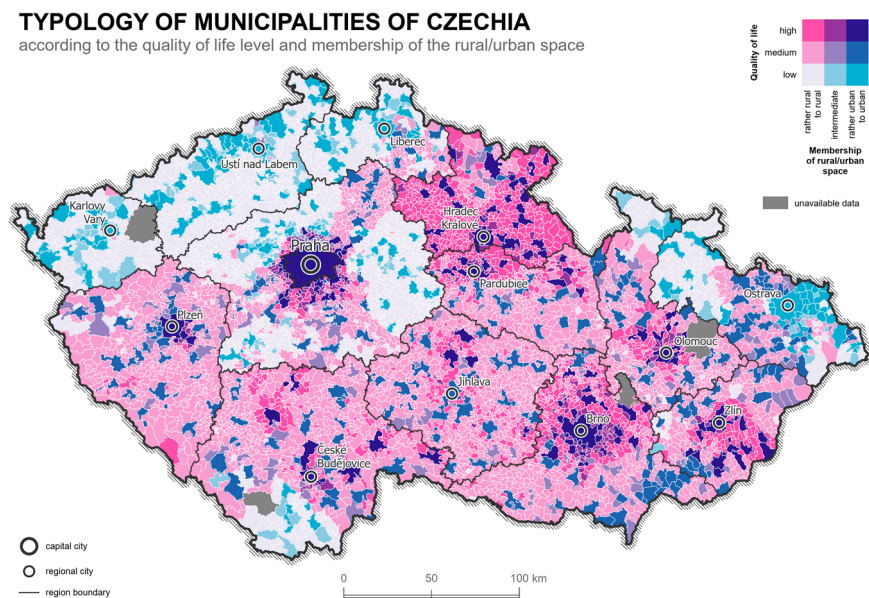 TYPOLOGY OF MUNICIPALITIES OF CZECHIA
according to the quality of life level and membership of the rural/urban space
Quality of life
high
medium
low
rather rural
to rural
intermediate
rather urban
to urban
Membership
of rural/urban
space
unavailable data
Liberec
Ústí nad Labem
Karlovy
Vary
Hradec
Králové
Praha
Pardubice
Ostrava
Plzeň
Olomouc
Jihlava
Zlín
Brno
České
Budějovice
capital city
regional city
region boundary
0 50 100 km